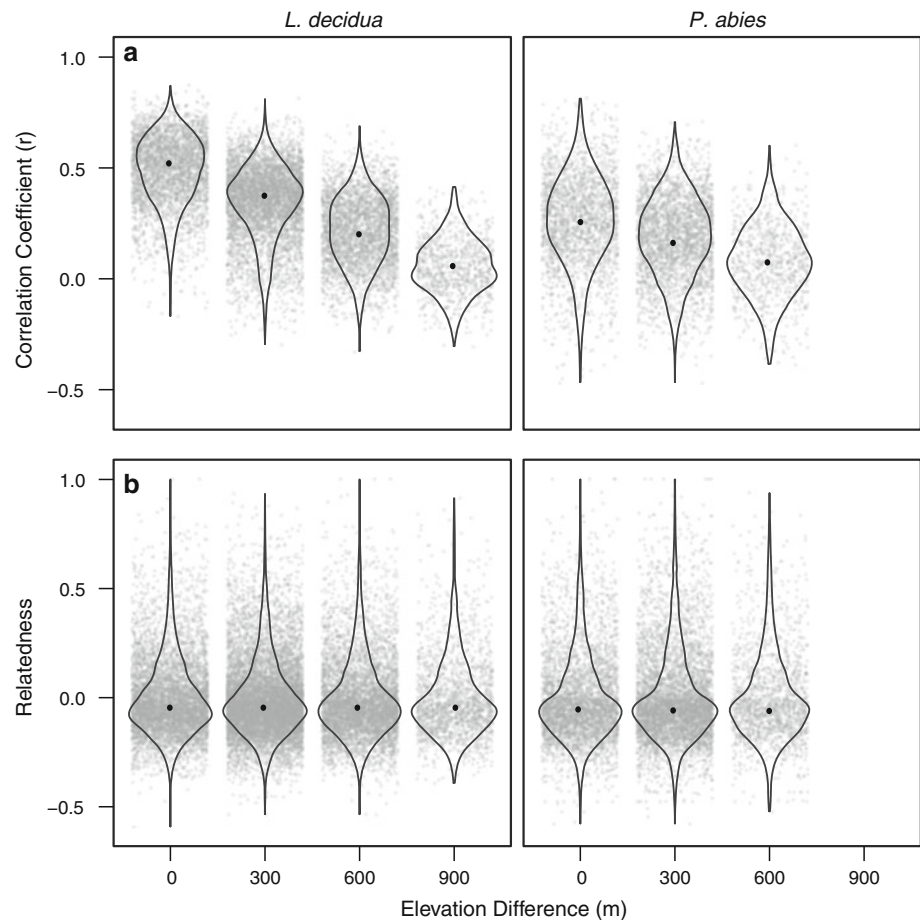 L. decidua
P. abies
a
Correlation Coefficient (r)
1.0
0.5
0.0
−0.5
b
Relatedness
1.0
0.5
0.0
−0.5
0 300 600 900
0 300 600 900
Elevation Difference (m)